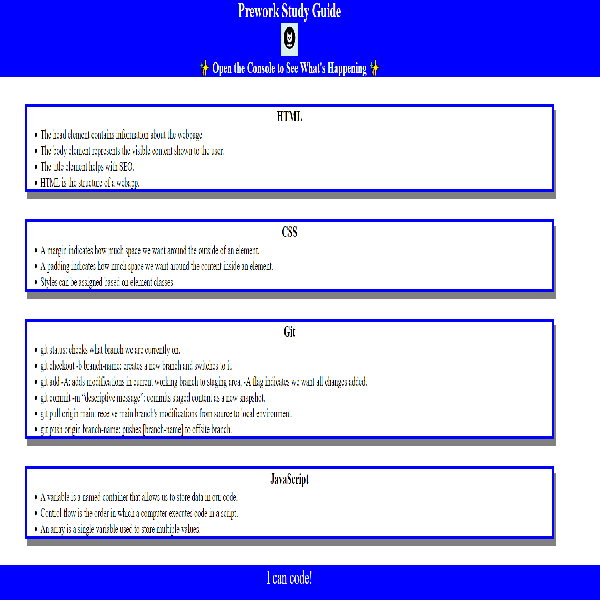 Prework Study Guide
✨ Open the Console to See What's Happening ✨
HTML
• The head element contains information about the webpage.
• The body element represents the visible content shown to the user.
• The title element helps with SEO.
• HTML is the structure of a webapp.
CSS
• A margin indicates how much space we want around the outside of an element.
• A padding indicates how much space we want around the content inside an element.
• Styles can be assigned based on element classes.
Git
• git status: checks what branch we are currently on.
• git checkout -b branch-name: creates a new branch and switches to it.
• git add -A: adds modifications in current working branch to staging area, -A flag indicates we want all changes added.
• git commit -m "descriptive message": commits staged content as a new snapshot.
• git pull origin main: receive main branch's modifications from source to local environment.
• git push origin branch-name: pushes [branch-name] to offsite branch.
JavaScript
• A variable is a named container that allows us to store data in our code.
• Control flow is the order in which a computer executes code in a script.
• An array is a single variable used to store multiple values.
I can code!